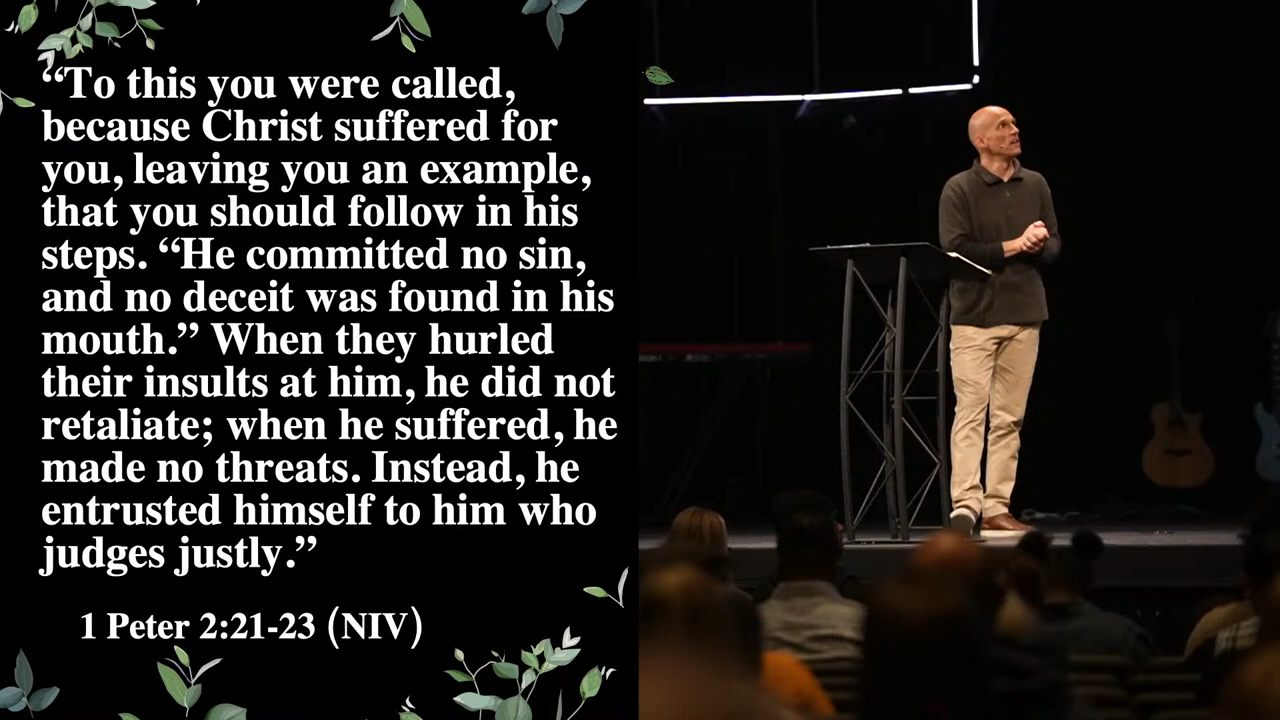 “To this you were called,
because Christ suffered for
you, leaving you an example,
that you should follow in his
steps. “He committed no sin,
and no deceit was found in his
mouth.” When they hurled
their insults at him, he did not
retaliate; when he suffered, he
made no threats. Instead, he
entrusted himself to him who
judges justly.”
1 Peter 2:21-23 (NIV)